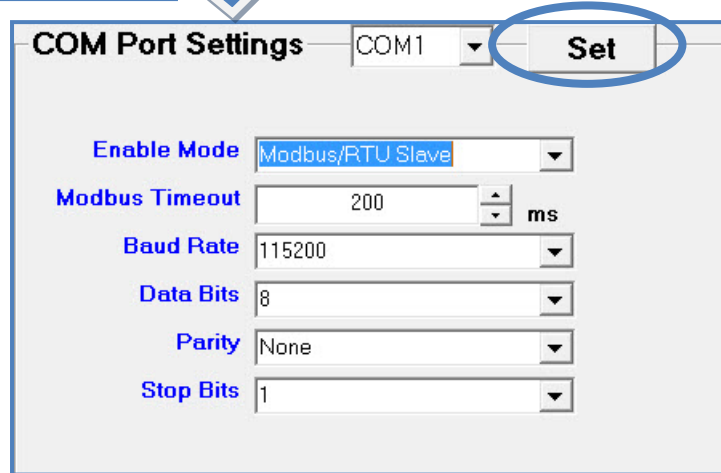 COM Port Settings COM1 Set
Enable Mode Modbus/RTU Slave
Modbus Timeout 200 ms
Baud Rate 115200
Data Bits 8
Parity None
Stop Bits 1